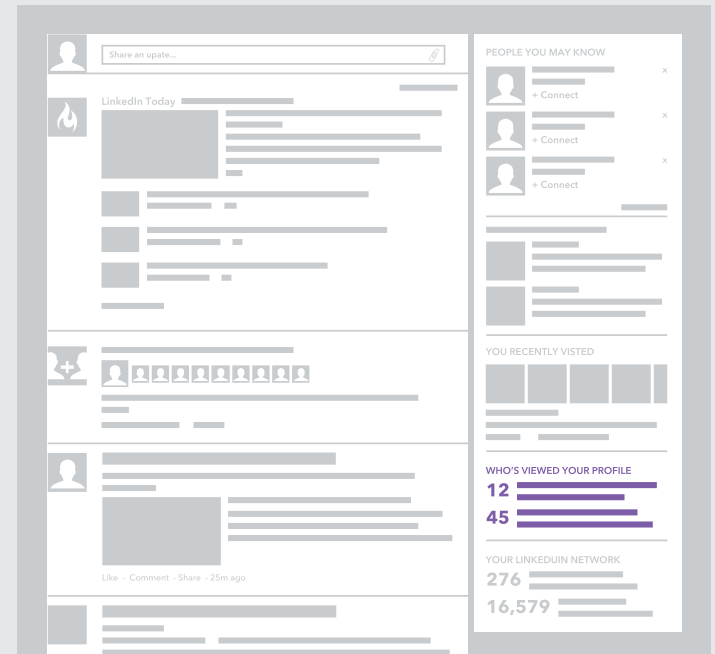 Share an upate...
LinkedIn Today
Like - Comment - Share - 25m ago
PEOPLE YOU MAY KNOW
x
+ Connect
x
+ Connect
x
+ Connect
YOU RECENTLY VISTED
WHO'S VIEWED YOUR PROFILE
12
45
YOUR LINKEDUIN NETWORK
276
16,579